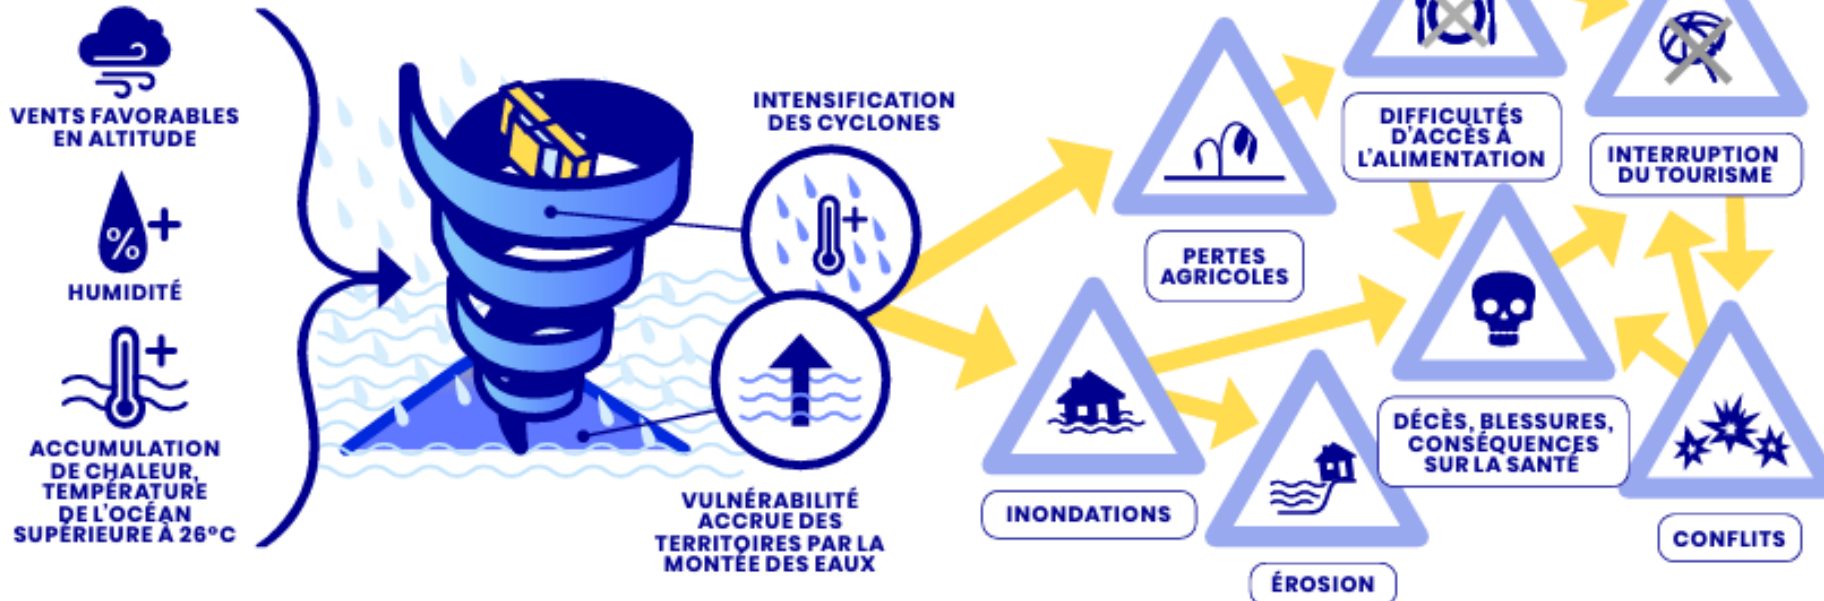 VENTS FAVORABLES
EN ALTITUDE
%+
HUMIDITÉ
+
ACCUMULATION
DE CHALEUR,
TEMPÉRATURE
DE L'OCÉAN
SUPÉRIEURE À 26°C
INTENSIFICATION
DES CYCLONES
+
VULNÉRABILITÉ
ACCRUE DES
TERRITOIRES PAR LA
MONTÉE DES EAUX
PERTES
AGRICOLES
DIFFICULTÉS
D'ACCÈS À
L'ALIMENTATION
INTERRUPTION
DU TOURISME
INONDATIONS
ÉROSION
DÉCÈS, BLESSURES,
CONSÉQUENCES
SUR LA SANTÉ
CONFLITS